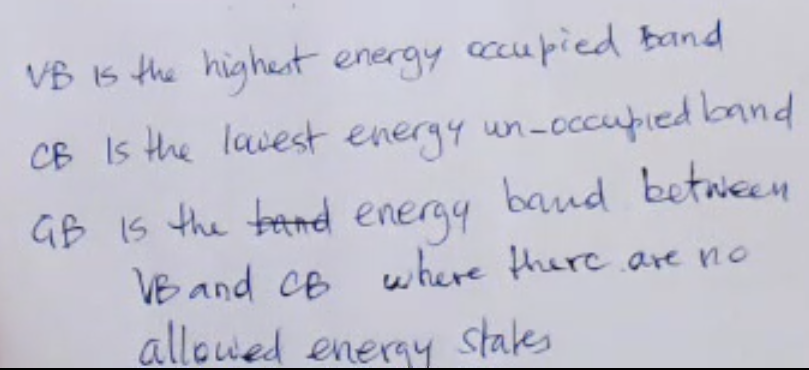 VB is the highest energy occupied band
CB Is the lowest energy un-occupied band
GB is the band energy band between
VB and CB where there are no
allowed energy states